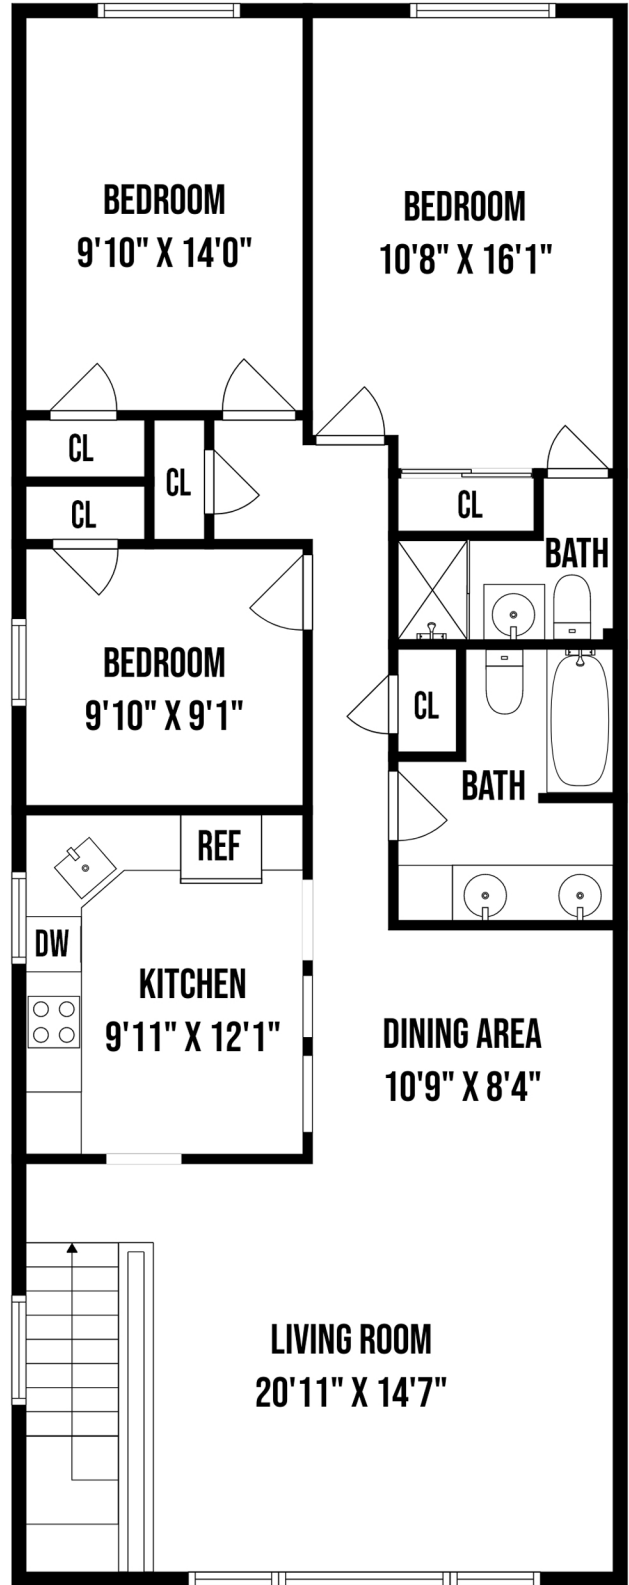 BEDROOM
9'10" X 14'0"
BEDROOM
10'8" X 16'1"
CL
CL
CL
CL
BATH
BEDROOM
9'10" X 9'1"
CL
BATH
REF
DW
KITCHEN
9'11" X 12'1"
DINING AREA
10'9" X 8'4"
LIVING ROOM
20'11" X 14'7"